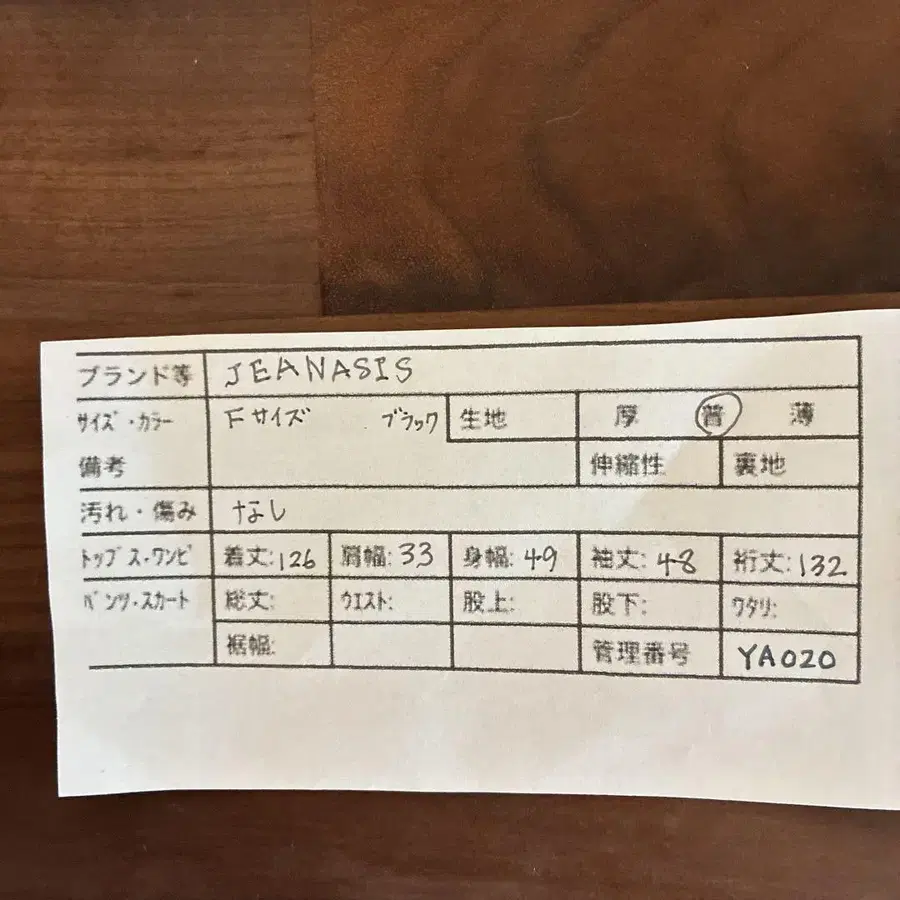 ブランド等 JEANASIS
サイズ・カラー Fサイズ ブラック 生地 厚 普 薄
備考 伸縮性 裏地
汚れ・傷み なし
トップス・ワンピ 着丈:126 肩幅:33 身幅:49 袖丈:48 裄丈:132
パンツ・スカート 総丈: ウエスト: 股上: 股下: ワタリ:
裾幅: 管理番号 YA020